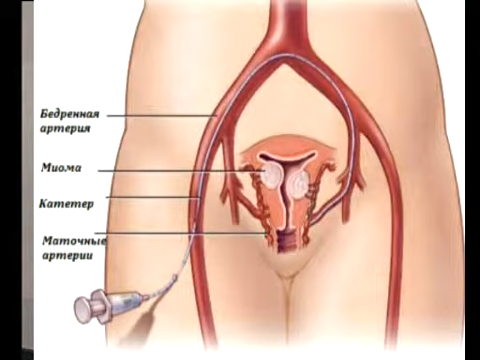 Бедренная
артерия
Миома
Катетер
Маточные
артерии